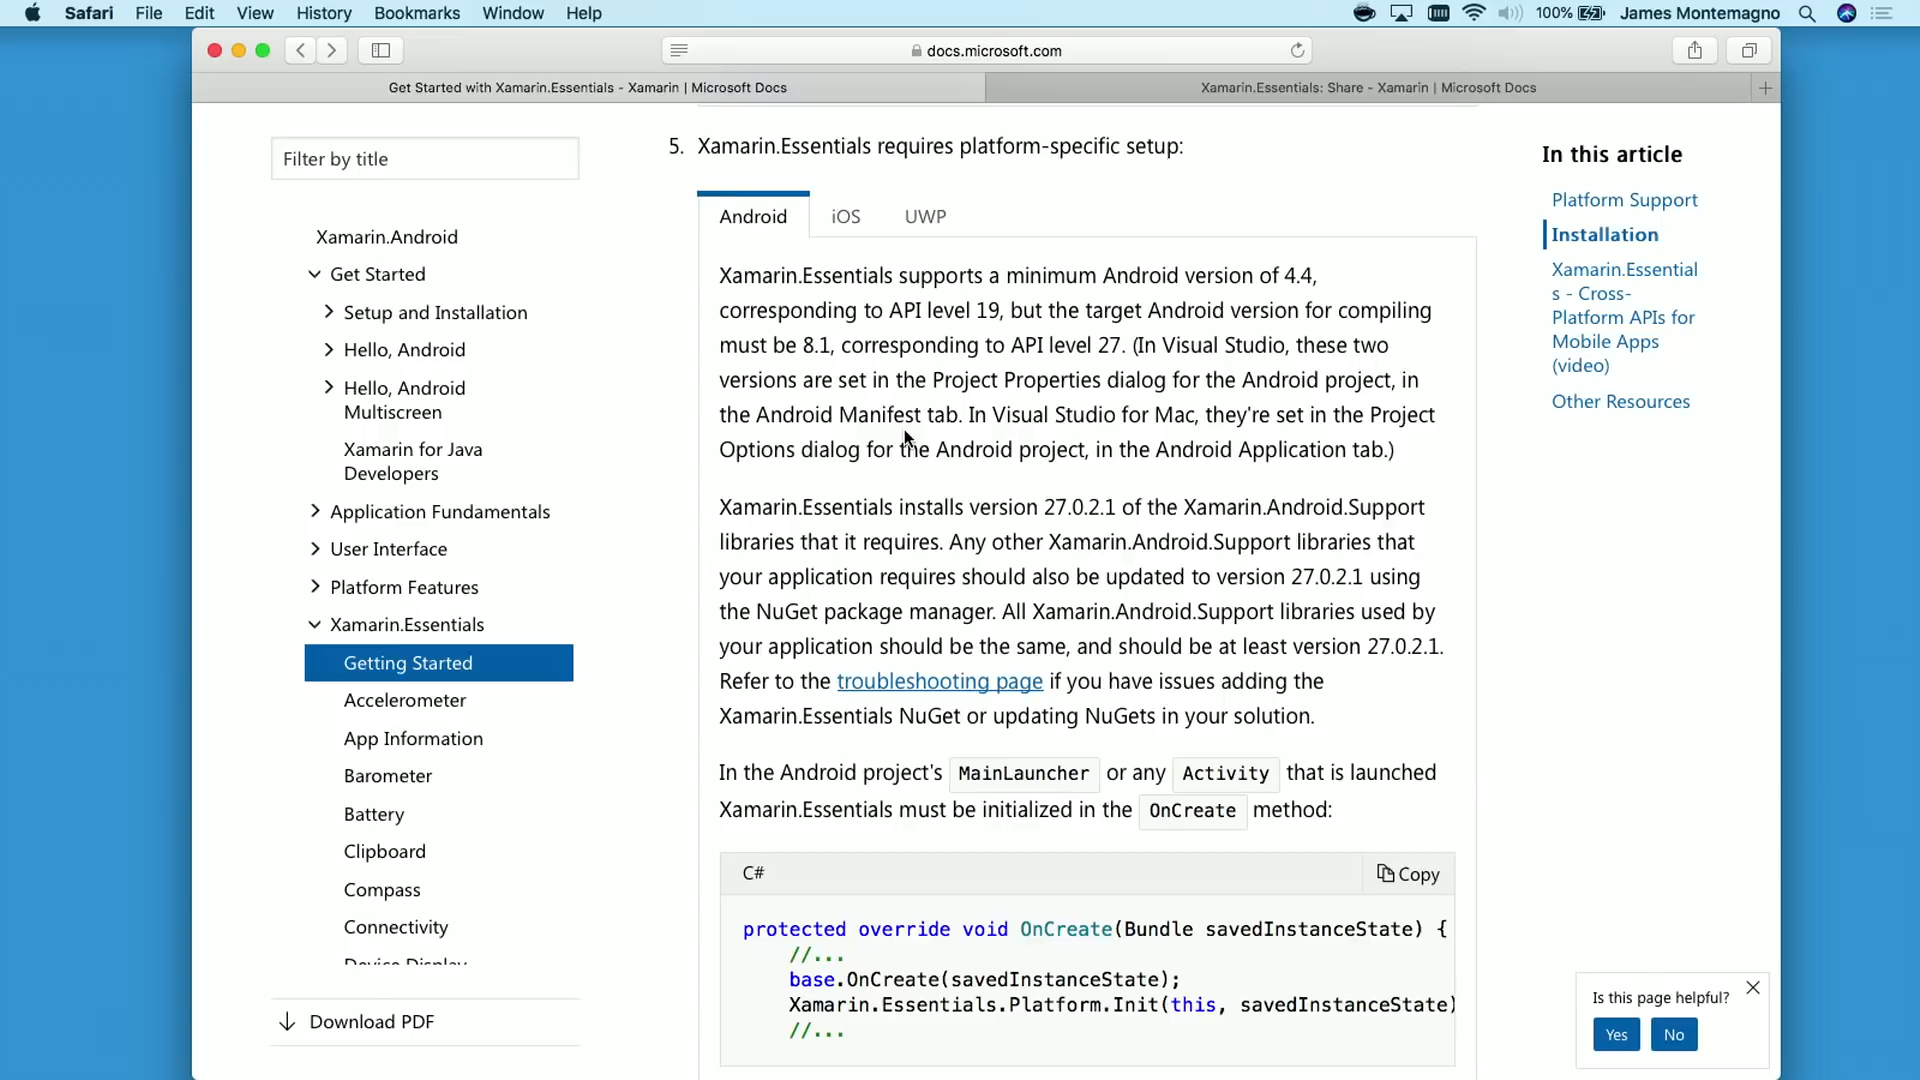 Safari File Edit View History Bookmarks Window Help 100% James Montemagno
docs.microsoft.com
Get Started with Xamarin.Essentials - Xamarin | Microsoft Docs
Xamarin.Essentials: Share - Xamarin | Microsoft Docs
Filter by title
Xamarin.Android
Get Started
Setup and Installation
Hello, Android
Hello, Android
Multiscreen
Xamarin for Java
Developers
Application Fundamentals
User Interface
Platform Features
Xamarin.Essentials
Getting Started
Accelerometer
App Information
Barometer
Battery
Clipboard
Compass
Connectivity
Device Display
Download PDF
5. Xamarin.Essentials requires platform-specific setup:
Android iOS UWP
Xamarin.Essentials supports a minimum Android version of 4.4,
corresponding to API level 19, but the target Android version for compiling
must be 8.1, corresponding to API level 27. (In Visual Studio, these two
versions are set in the Project Properties dialog for the Android project, in
the Android Manifest tab. In Visual Studio for Mac, they're set in the Project
Options dialog for the Android project, in the Android Application tab.)
Xamarin.Essentials installs version 27.0.2.1 of the Xamarin.Android.Support
libraries that it requires. Any other Xamarin.Android.Support libraries that
your application requires should also be updated to version 27.0.2.1 using
the NuGet package manager. All Xamarin.Android.Support libraries used by
your application should be the same, and should be at least version 27.0.2.1.
Refer to the troubleshooting page if you have issues adding the
Xamarin.Essentials NuGet or updating NuGets in your solution.
In the Android project's MainLauncher or any Activity that is launched
Xamarin.Essentials must be initialized in the OnCreate method:
C# Copy
protected override void OnCreate(Bundle savedInstanceState) {
//...
base.OnCreate(savedInstanceState);
Xamarin.Essentials.Platform.Init(this, savedInstanceState)
//...
In this article
Platform Support
Installation
Xamarin.Essential
s - Cross-
Platform APIs for
Mobile Apps
(video)
Other Resources
Is this page helpful?
Yes No